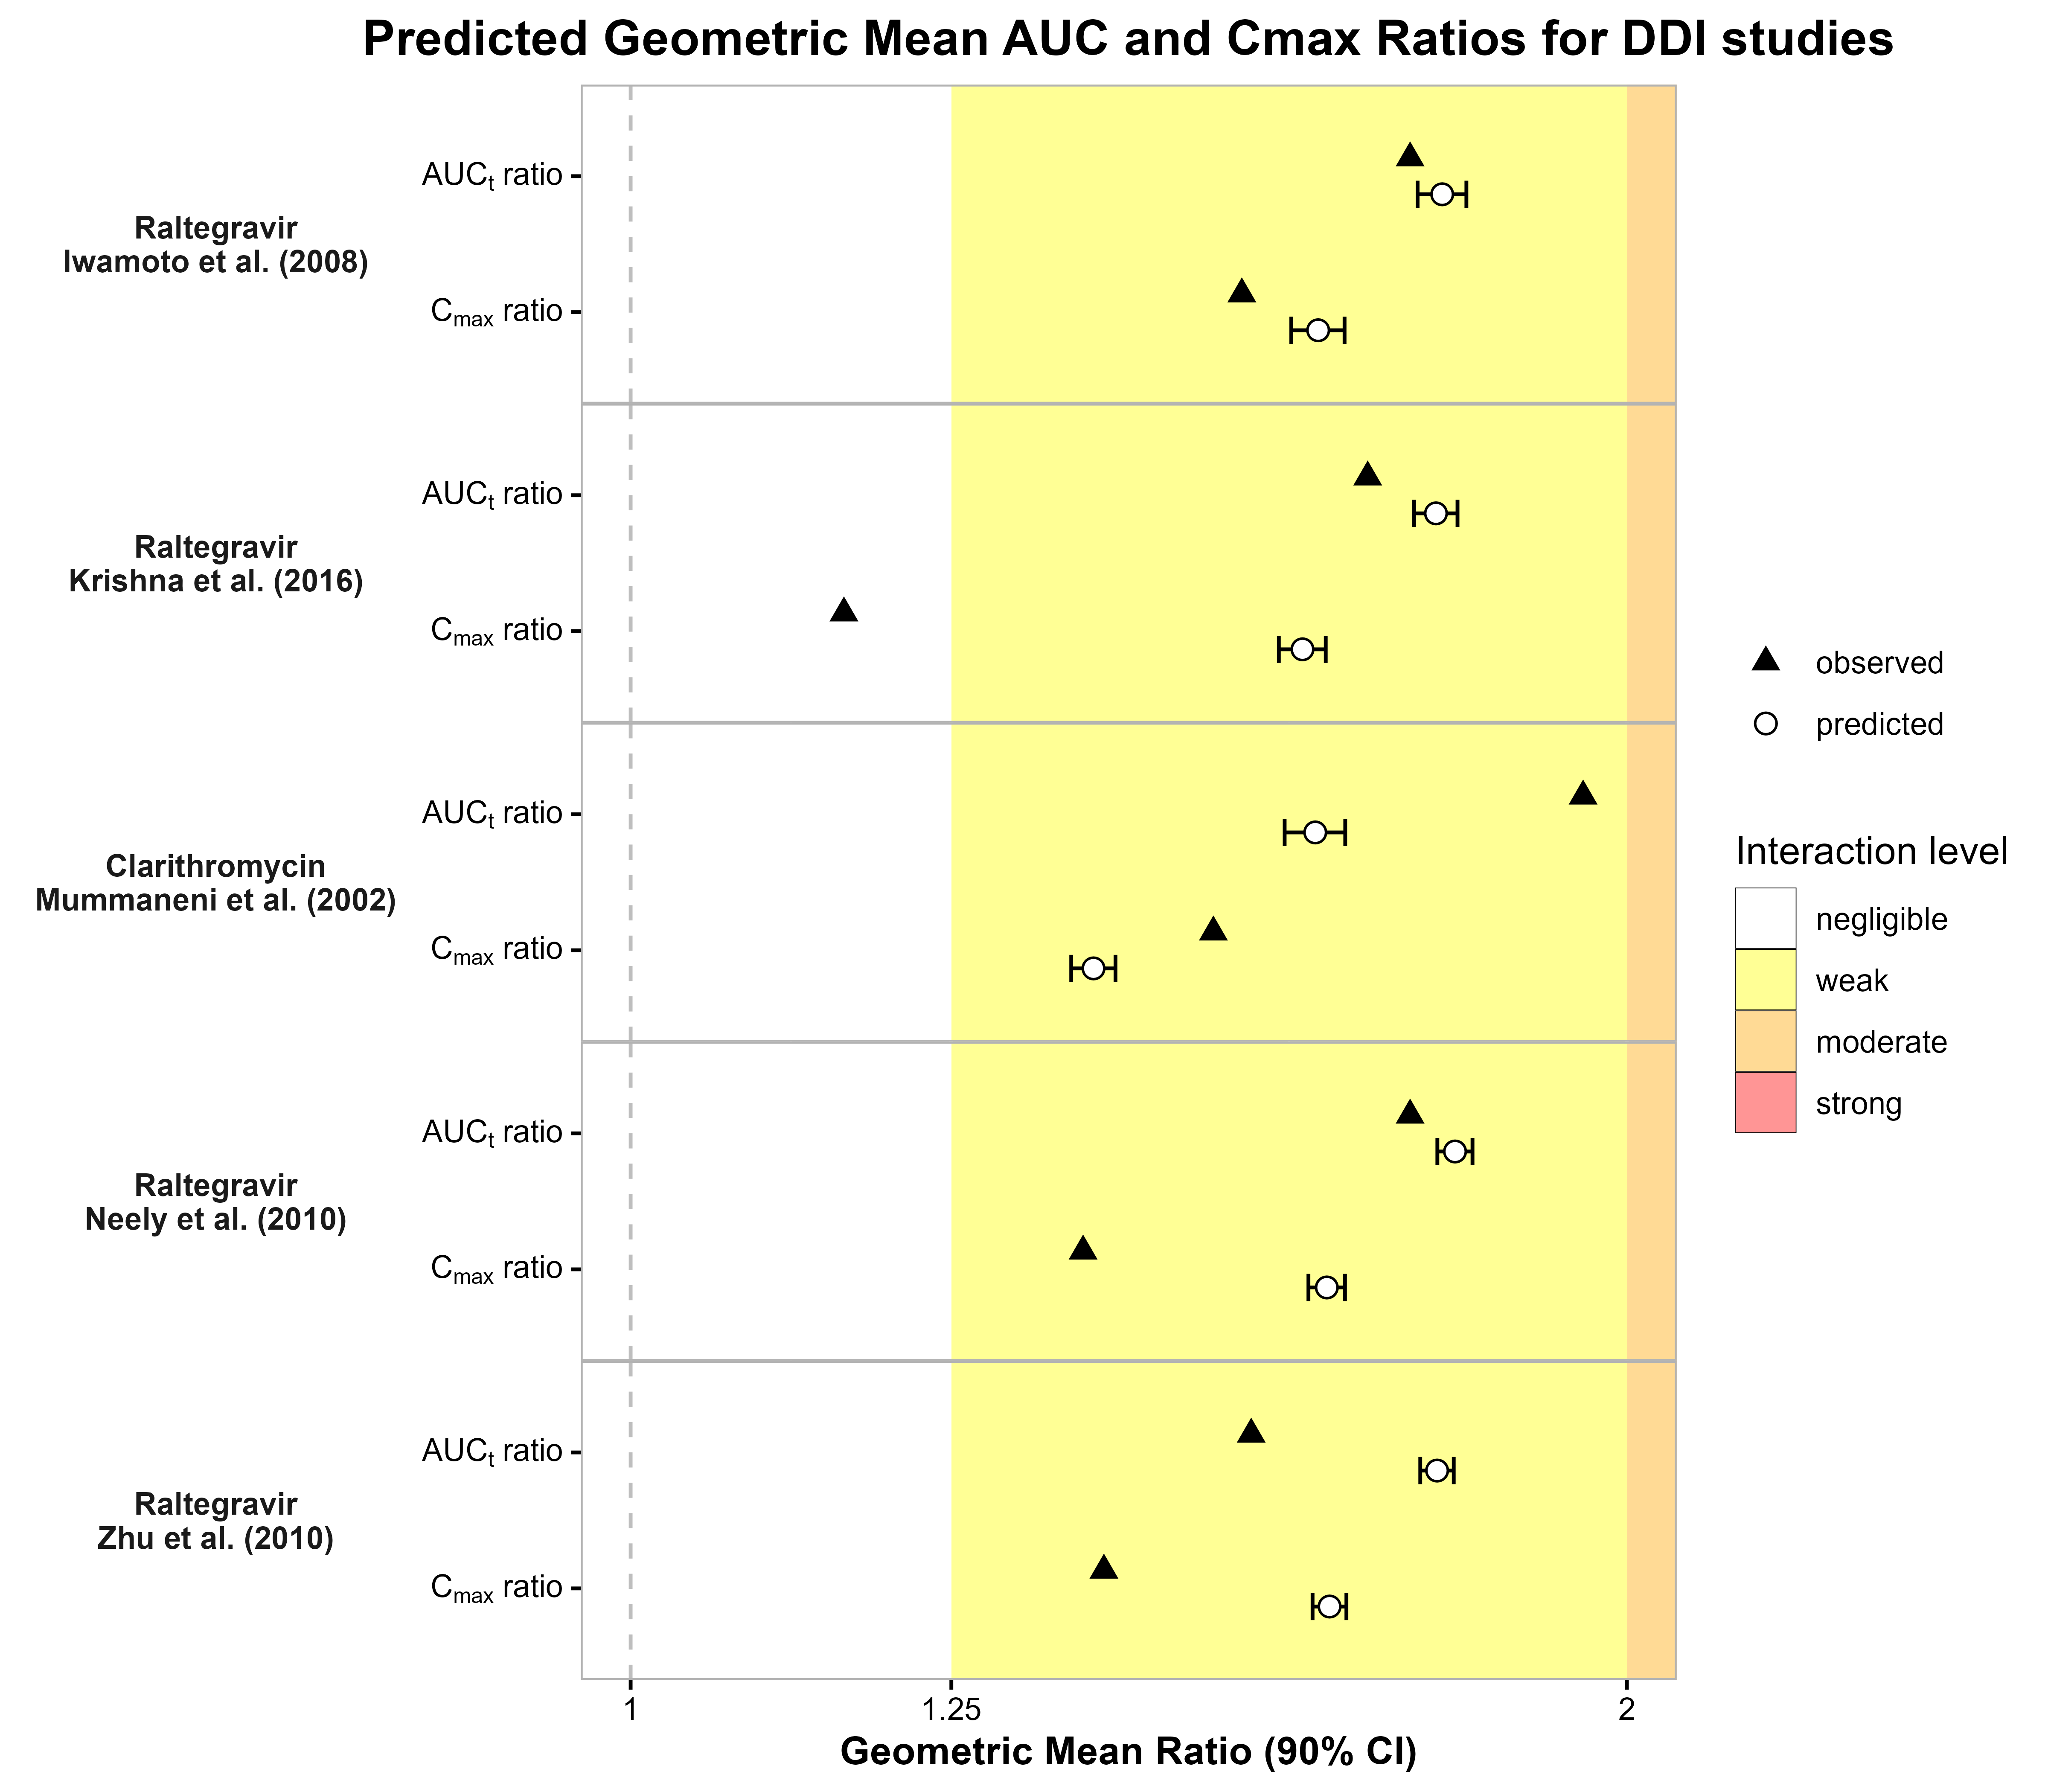 Predicted Geometric Mean AUC and Cmax Ratios for DDI studies
Raltegravir
Iwamoto et al. (2008)
AUCt ratio
Cmax ratio
Raltegravir
Krishna et al. (2016)
AUCt ratio
Cmax ratio
Clarithromycin
Mummaneni et al. (2002)
AUCt ratio
Cmax ratio
Raltegravir
Neely et al. (2010)
AUCt ratio
Cmax ratio
Raltegravir
Zhu et al. (2010)
AUCt ratio
Cmax ratio
1 1.25 2
Geometric Mean Ratio (90% CI)
observed
predicted
Interaction level
negligible
weak
moderate
strong